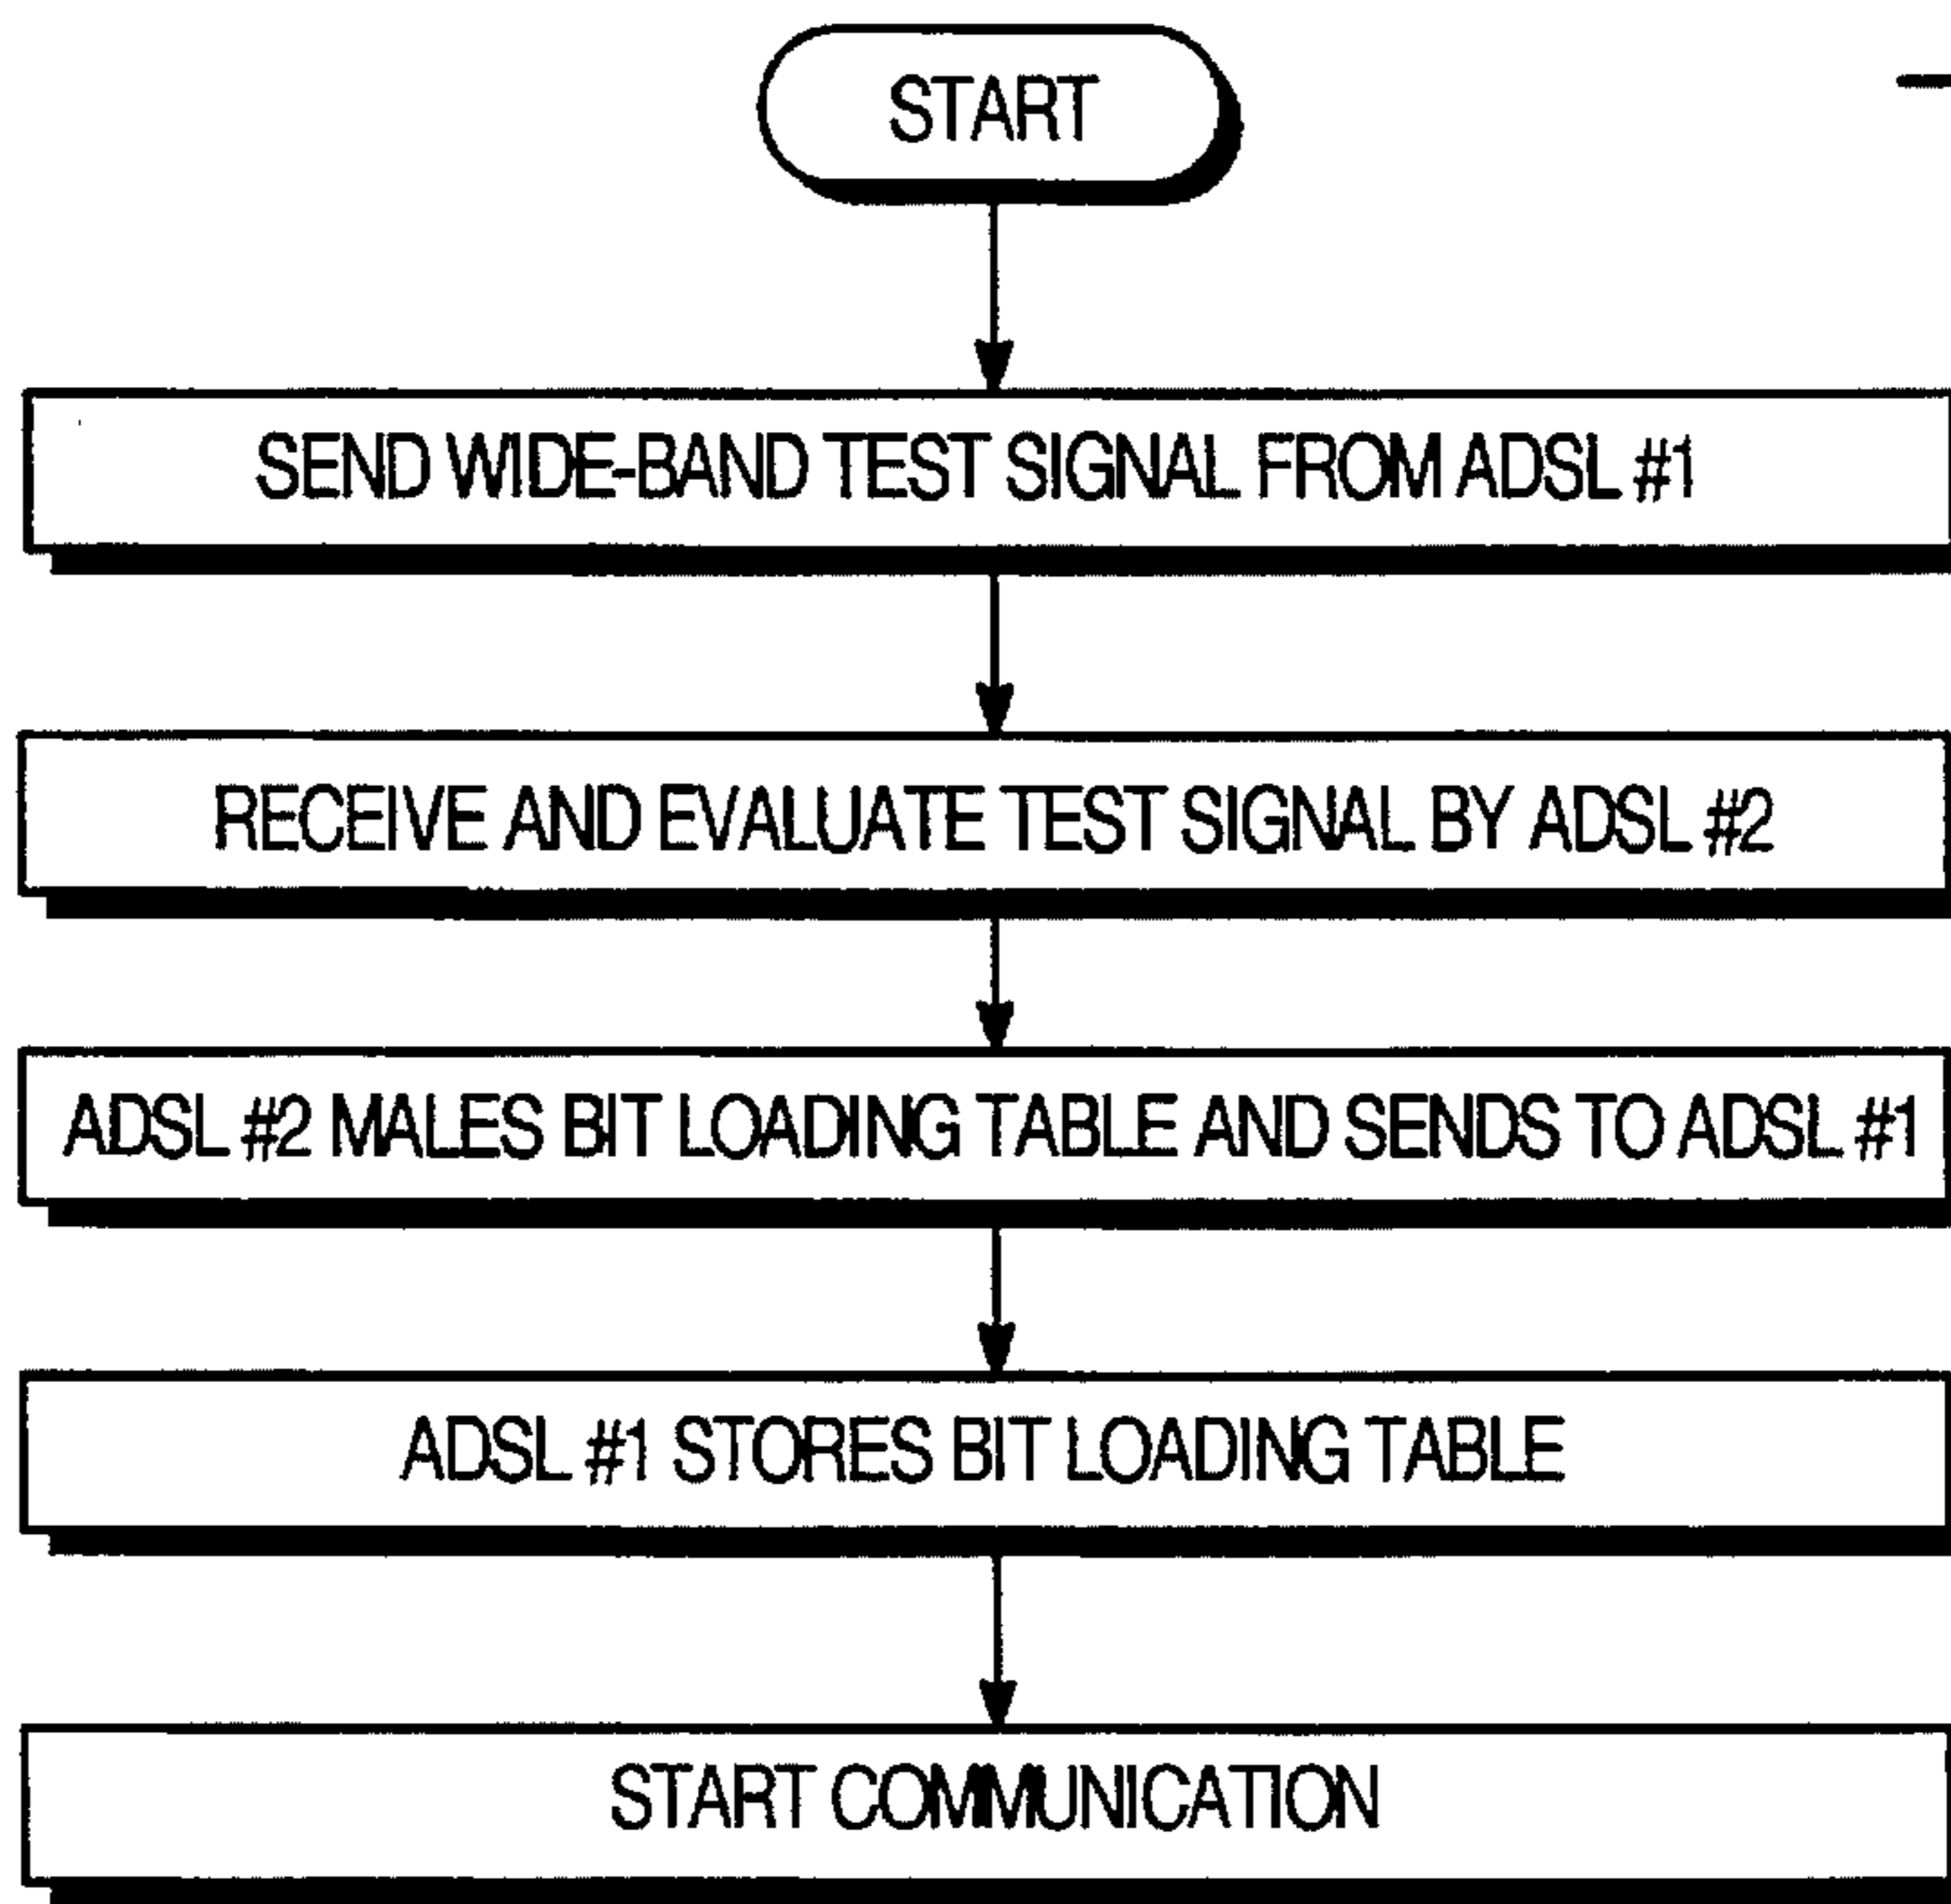 START
SEND WIDE-BAND TEST SIGNAL FROM ADSL #1
RECEIVE AND EVALUATE TEST SIGNAL BY ADSL #2
ADSL #2 MALES BIT LOADING TABLE AND SENDS TO ADSL #1
ADSL #1 STORES BIT LOADING TABLE
START COMMUNICATION